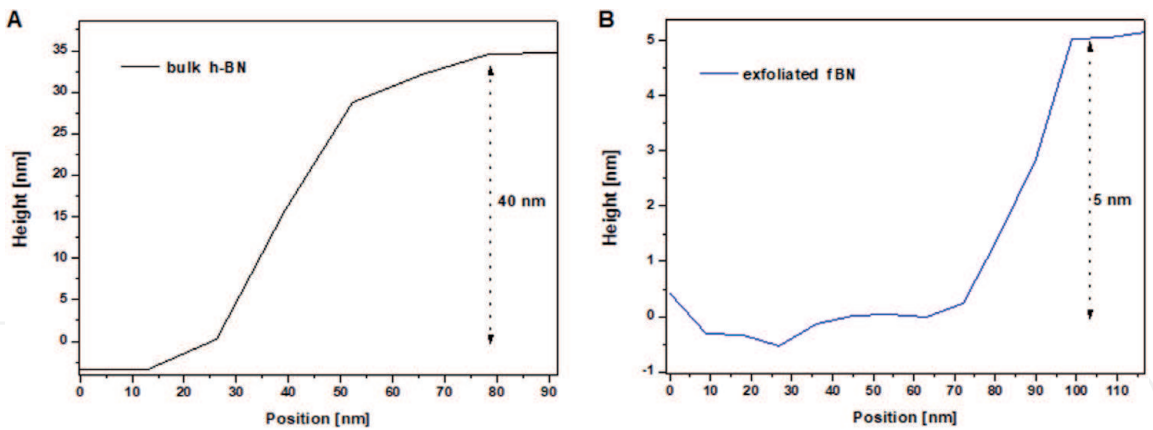 A
B
35
30
25
20
15
10
5
0
Height [nm]
bulk h-BN
40 nm
0 10 20 30 40 50 60 70 80 90
Position [nm]
5
4
3
2
1
0
-1
Height [nm]
exfoliated fBN
5 nm
0 10 20 30 40 50 60 70 80 90 100 110
Position [nm]